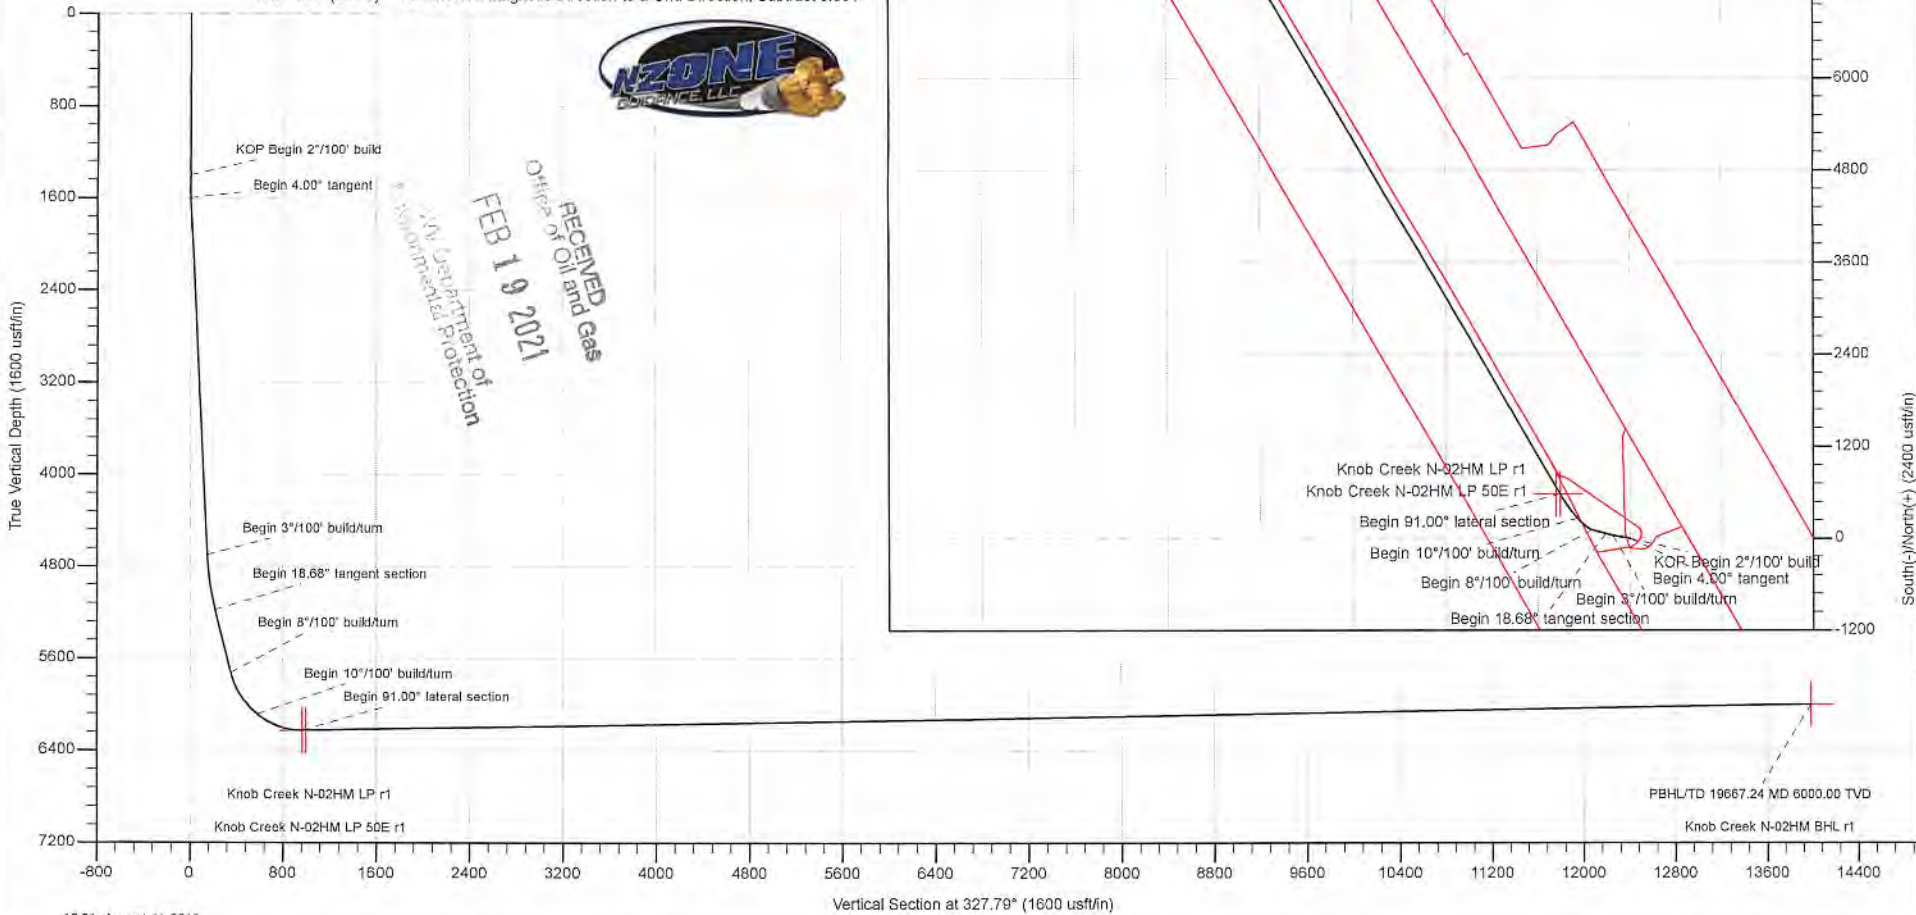 NZONE
GUIDANCE, LLC
0
800
1600
2400
3200
4000
4800
5600
6400
7200
True Vertical Depth (1600 usft/in)
KOP Begin 2°/100' build
Begin 4.00° tangent
RECEIVED
Office of Oil and Gas
FEB 19 2021
WV Department of
Environmental Protection
Begin 3°/100' build/turn
Begin 18.68° tangent section
Begin 8°/100' build/turn
Begin 10°/100' build/turn
Begin 91.00° lateral section
Knob Creek N-02HM LP r1
Knob Creek N-02HM LP 50E r1
6000
4800
3600
2400
1200
0
-1200
South(-)/North(+) (2400 usft/in)
Knob Creek N-02HM LP r1
Knob Creek N-02HM LP 50E r1
Begin 91.00° lateral section
Begin 10°/100' build/turn
Begin 8°/100' build/turn
KOP Begin 2°/100' build
Begin 4.00° tangent
Begin 3°/100' build/turn
Begin 18.68° tangent section
PBHL/TD 19667.24 MD 6000.00 TVD
Knob Creek N-02HM BHL r1
-800 0 800 1600 2400 3200 4000 4800 5600 6400 7200 8000 8800 9600 10400 11200 12000 12800 13600 14400
Vertical Section at 327.79° (1600 usft/in)